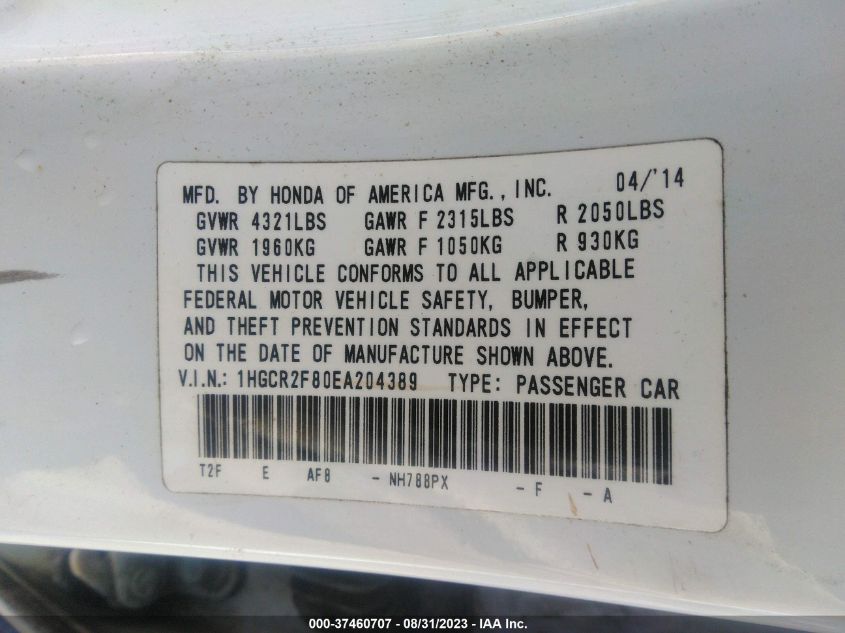 MFD. BY HONDA OF AMERICA MFG., INC. 04/'14
GVWR 4321LBS GAWR F 2315LBS R 2050LBS
GVWR 1960KG GAWR F 1050KG R 930KG
THIS VEHICLE CONFORMS TO ALL APPLICABLE
FEDERAL MOTOR VEHICLE SAFETY, BUMPER,
AND THEFT PREVENTION STANDARDS IN EFFECT
ON THE DATE OF MANUFACTURE SHOWN ABOVE.
V.I.N.: 1HGCR2F80EA204389 TYPE: PASSENGER CAR
T2F E AF8 - NH788PX - F - A
000-37460707 - 08/31/2023 - IAA Inc.